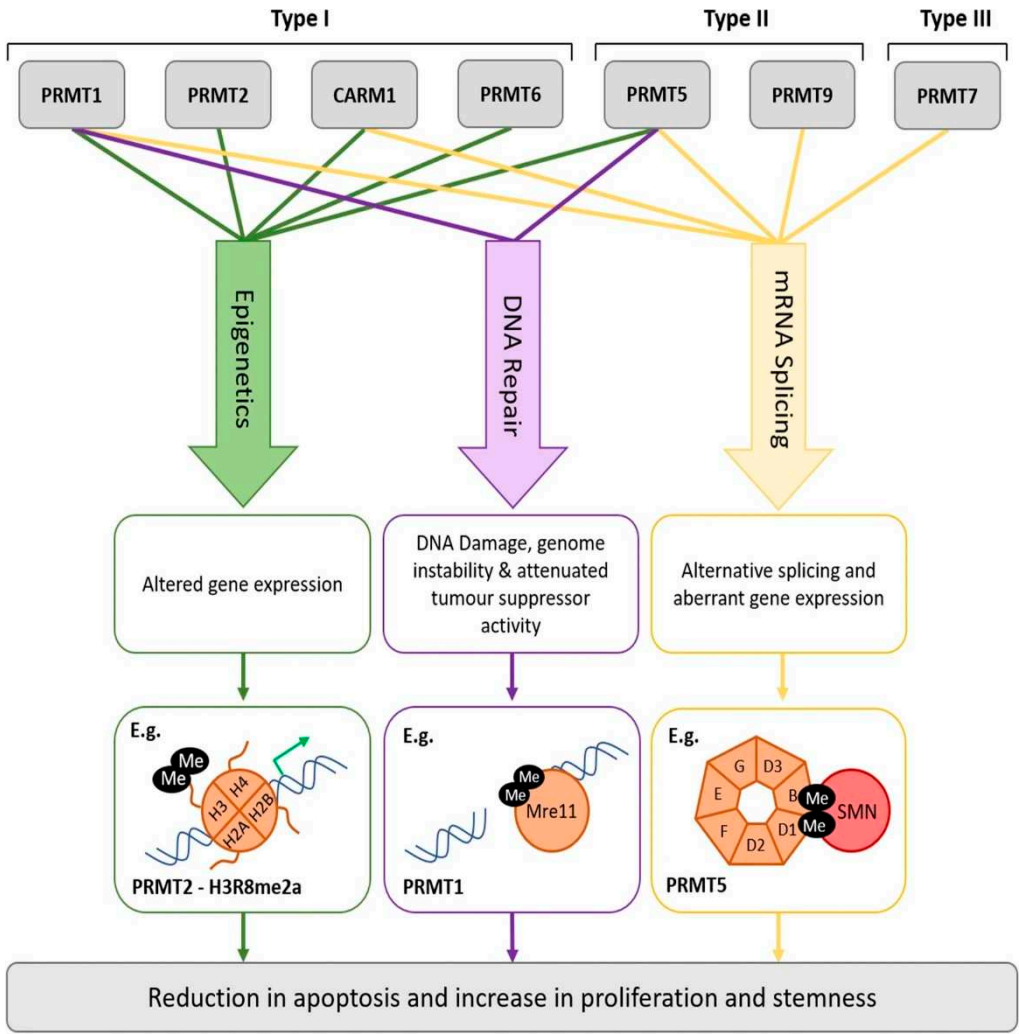 Type I
Type II
Type III
PRMT1
PRMT2
CARM1
PRMT6
PRMT5
PRMT9
PRMT7
Epigenetics
DNA Repair
mRNA Splicing
Altered gene expression
DNA Damage, genome
instability & attenuated
tumour suppressor
activity
Alternative splicing and
aberrant gene expression
E.g.
Me
Me
H3
H4
H2A
H2B
PRMT2 - H3R8me2a
E.g.
Me
Me
Mre11
PRMT1
E.g.
G
D3
E
B
F
D1
D2
Me
Me
SMN
PRMT5
Reduction in apoptosis and increase in proliferation and stemness